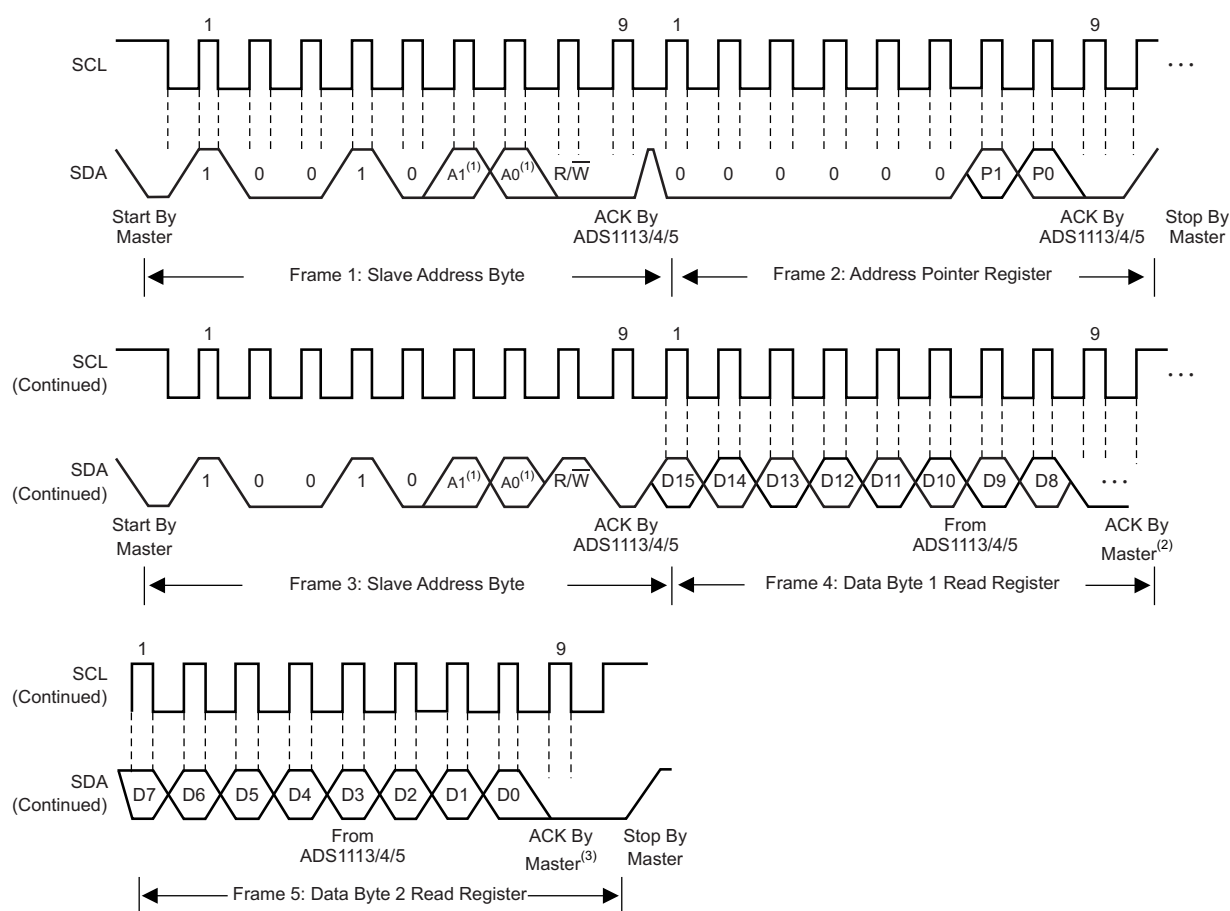 1 9 1 9
SCL ...
SDA 1 0 0 1 0 A1(1) A0(1) R/W 0 0 0 0 0 0 P1 P0
Start By Master
ACK By ADS1113/4/5
ACK By ADS1113/4/5
Stop By Master
Frame 1: Slave Address Byte
Frame 2: Address Pointer Register
1 9 1 9
SCL (Continued) ...
SDA (Continued) 1 0 0 1 0 A1(1) A0(1) R/W D15 D14 D13 D12 D11 D10 D9 D8 ...
Start By Master
ACK By ADS1113/4/5
From ADS1113/4/5
ACK By Master(2)
Frame 3: Slave Address Byte
Frame 4: Data Byte 1 Read Register
1 9
SCL (Continued)
SDA (Continued) D7 D6 D5 D4 D3 D2 D1 D0
From ADS1113/4/5
ACK By Master(3)
Stop By Master
Frame 5: Data Byte 2 Read Register